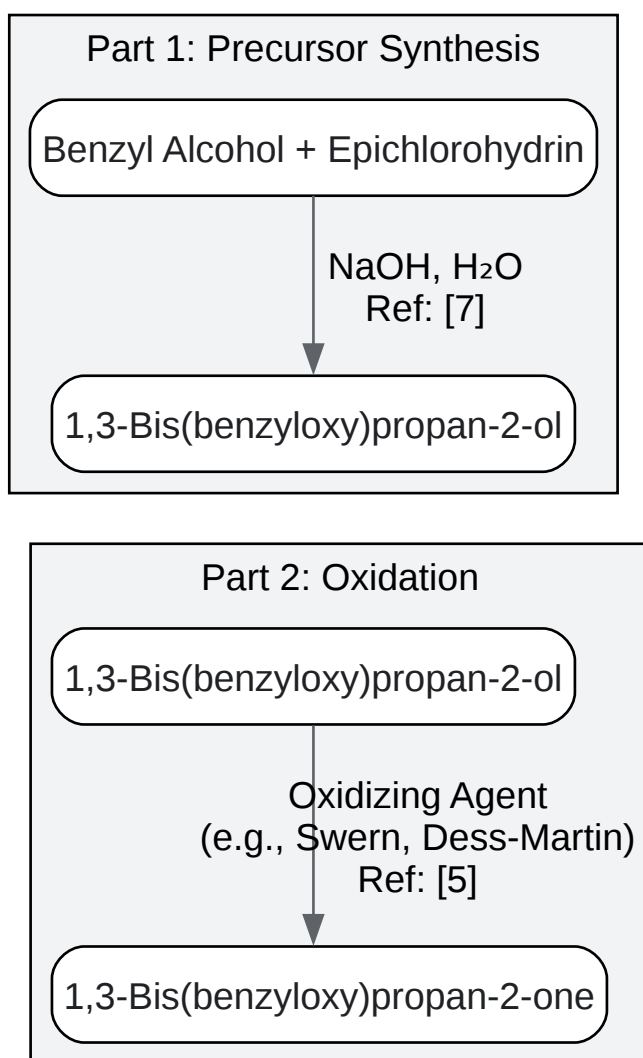 Part 1: Precursor Synthesis
Benzyl Alcohol + Epichlorohydrin
NaOH, H₂O
Ref: [7]
1,3-Bis(benzyloxy)propan-2-ol
Part 2: Oxidation
1,3-Bis(benzyloxy)propan-2-ol
Oxidizing Agent
(e.g., Swern, Dess-Martin)
Ref: [5]
1,3-Bis(benzyloxy)propan-2-one